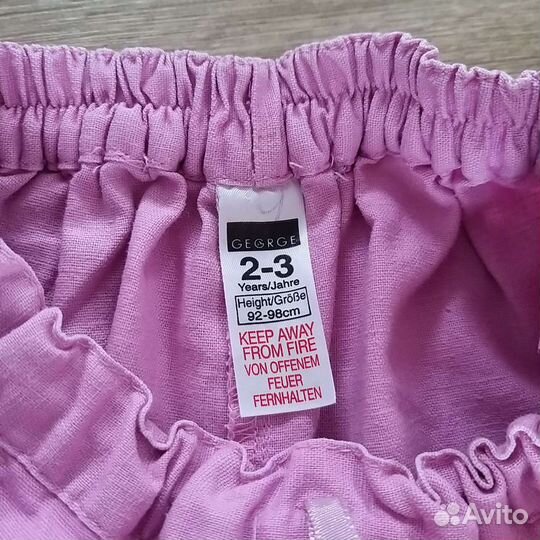 GEORGE
2-3
Years/Jahre
Height/Größe
92-98cm
KEEP AWAY
FROM FIRE
VON OFFENEM
FEUER
FERNHALTEN
Avito